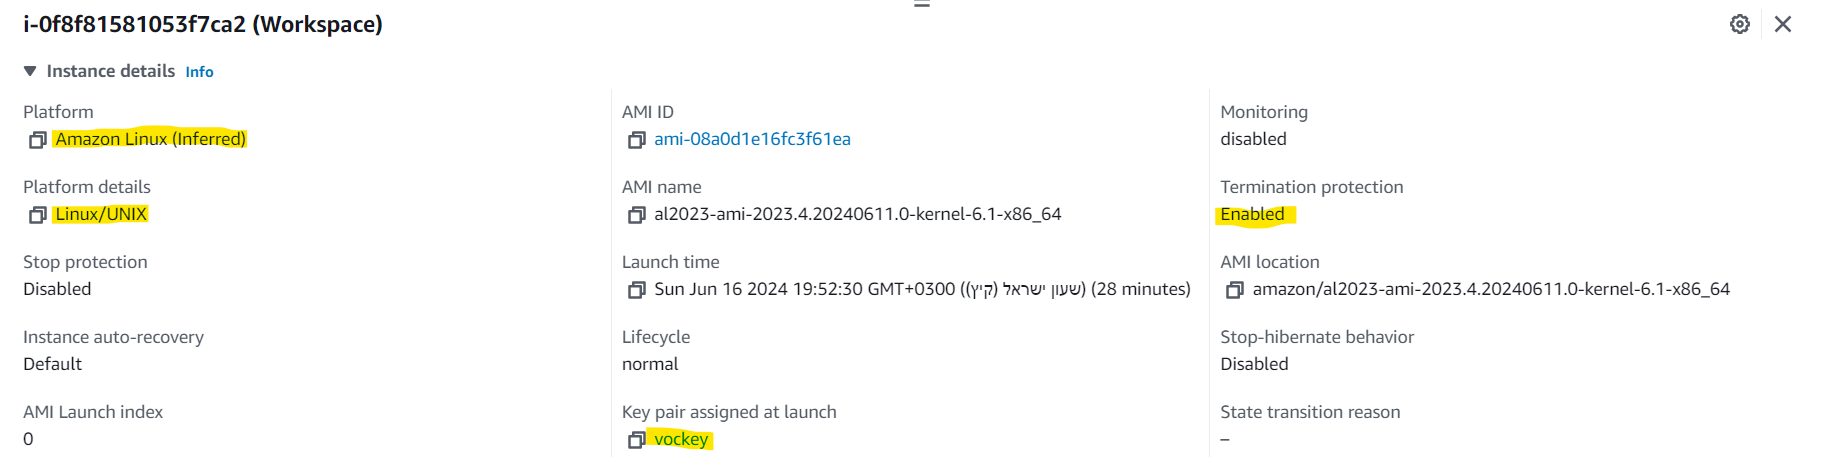 i-0f8f81581053f7ca2 (Workspace)
Instance details Info
Platform
Amazon Linux (Inferred)
Platform details
Linux/UNIX
Stop protection
Disabled
Instance auto-recovery
Default
AMI Launch index
0
AMI ID
ami-08a0d1e16fc3f61ea
AMI name
al2023-ami-2023.4.20240611.0-kernel-6.1-x86_64
Launch time
Sun Jun 16 2024 19:52:30 GMT+0300 (שעון ישראל (קיץ)) (28 minutes)
Lifecycle
normal
Key pair assigned at launch
vockey
Monitoring
disabled
Termination protection
Enabled
AMI location
amazon/al2023-ami-2023.4.20240611.0-kernel-6.1-x86_64
Stop-hibernate behavior
Disabled
State transition reason
–